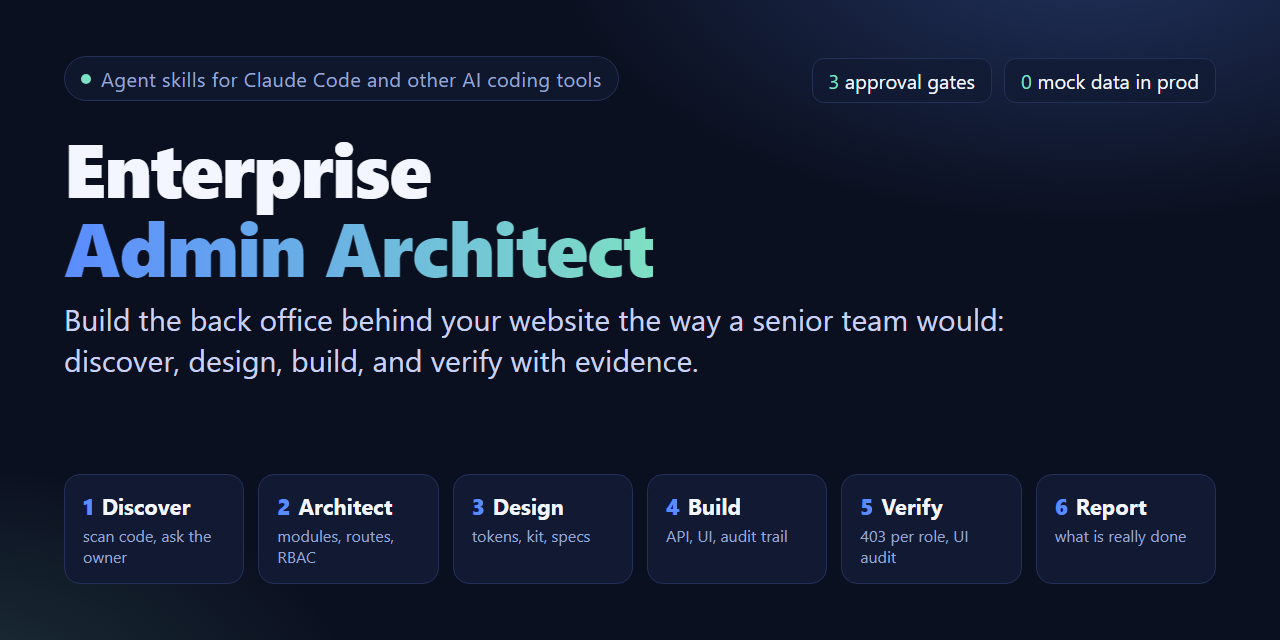 Agent skills for Claude Code and other AI coding tools
3 approval gates
0 mock data in prod
Enterprise
Admin Architect
Build the back office behind your website the way a senior team would:
discover, design, build, and verify with evidence.
1 Discover
scan code, ask the
owner
2 Architect
modules, routes,
RBAC
3 Design
tokens, kit, specs
4 Build
API, UI, audit trail
5 Verify
403 per role, UI
audit
6 Report
what is really done